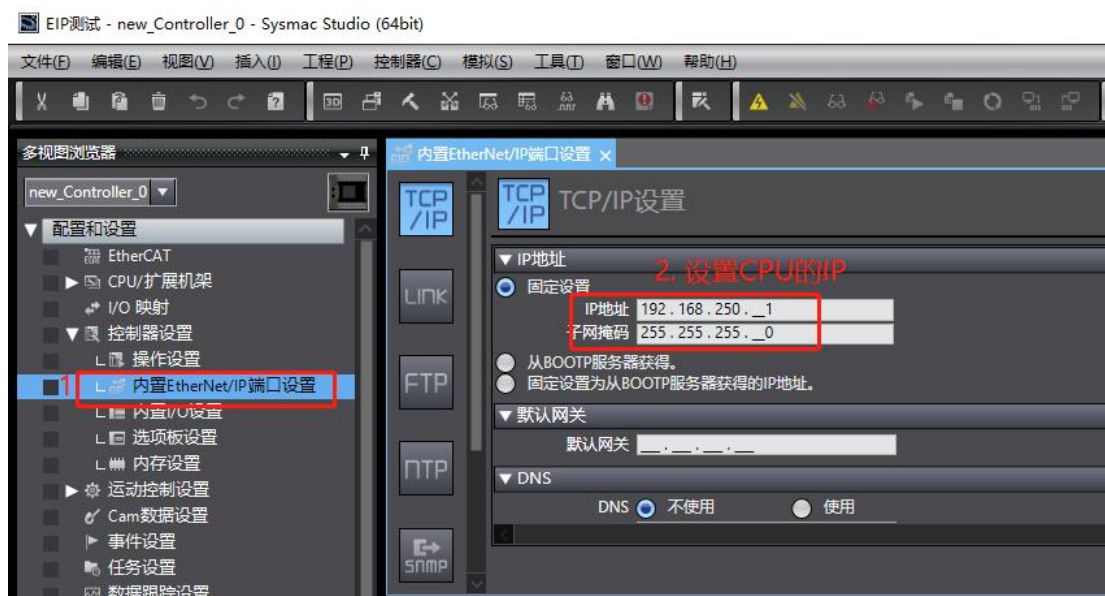 EIP测试 - new_Controller_0 - Sysmac Studio (64bit)
文件(F) 编辑(E) 视图(V) 插入(I) 工程(P) 控制器(C) 模拟(S) 工具(T) 窗口(W) 帮助(H)
多视图浏览器
new_Controller_0
配置和设置
EtherCAT
CPU/扩展机架
I/O 映射
控制器设置
操作设置
1 内置EtherNet/IP端口设置
内置I/O设置
选项板设置
内存设置
运动控制设置
Cam数据设置
事件设置
任务设置
数据跟踪设置
内置EtherNet/IP端口设置
TCP/IP
LINK
FTP
NTP
SNMP
TCP/IP TCP/IP设置
IP地址
2. 设置CPU的IP
固定设置
IP地址 192 . 168 . 250 . __1
子网掩码 255 . 255 . 255 . __0
从BOOTP服务器获得。
固定设置为从BOOTP服务器获得的IP地址。
默认网关
默认网关 __ . __ . __ . __
DNS
DNS 不使用 使用